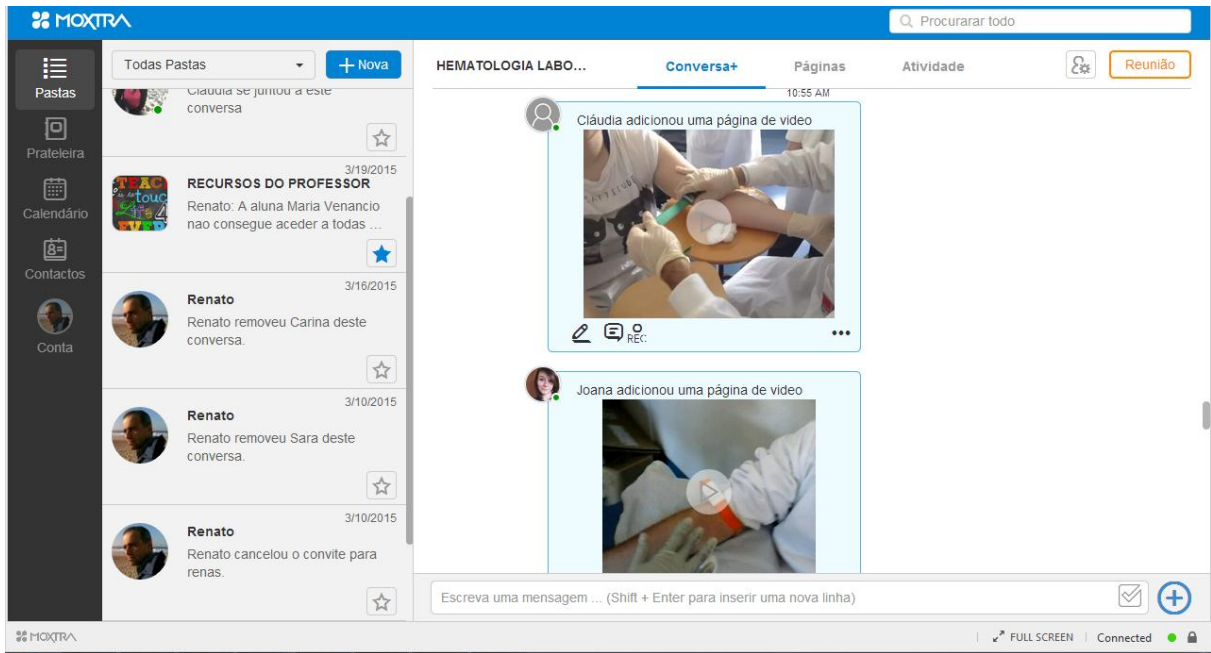 MOXTRA
Procurarar todo
Pastas
Prateleira
Calendário
Contactos
Conta
Todas Pastas
Nova
Cláudia se juntou a este
conversa
3/19/2015
RECURSOS DO PROFESSOR
Renato: A aluna Maria Venancio
nao consegue aceder a todas ...
3/16/2015
Renato
Renato removeu Carina deste
conversa.
3/10/2015
Renato
Renato removeu Sara deste
conversa.
3/10/2015
Renato
Renato cancelou o convite para
renas.
HEMATOLOGIA LABO...
Conversa+
Páginas
Atividade
Reunião
10:55 AM
Cláudia adicionou uma página de video
REC
Joana adicionou uma página de video
Escreva uma mensagem ... (Shift + Enter para inserir uma nova linha)
MOXTRA
FULL SCREEN
Connected